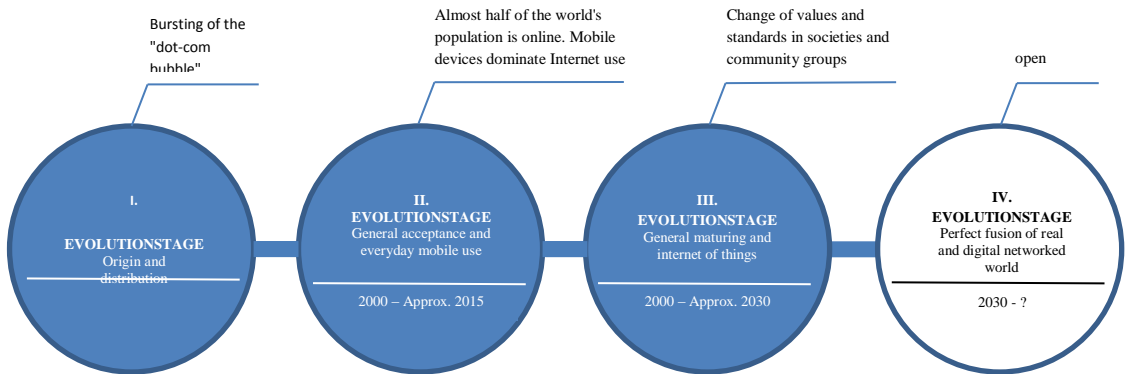 Bursting of the
"dot-com
bubble"
Almost half of the world's
population is online. Mobile
devices dominate Internet use
Change of values and
standards in societies and
community groups
open
I.
EVOLUTIONSTAGE
Origin and
distribution
II.
EVOLUTIONSTAGE
General acceptance and
everyday mobile use
2000 – Approx. 2015
III.
EVOLUTIONSTAGE
General maturing and
internet of things
2000 – Approx. 2030
IV.
EVOLUTIONSTAGE
Perfect fusion of real
and digital networked
world
2030 - ?